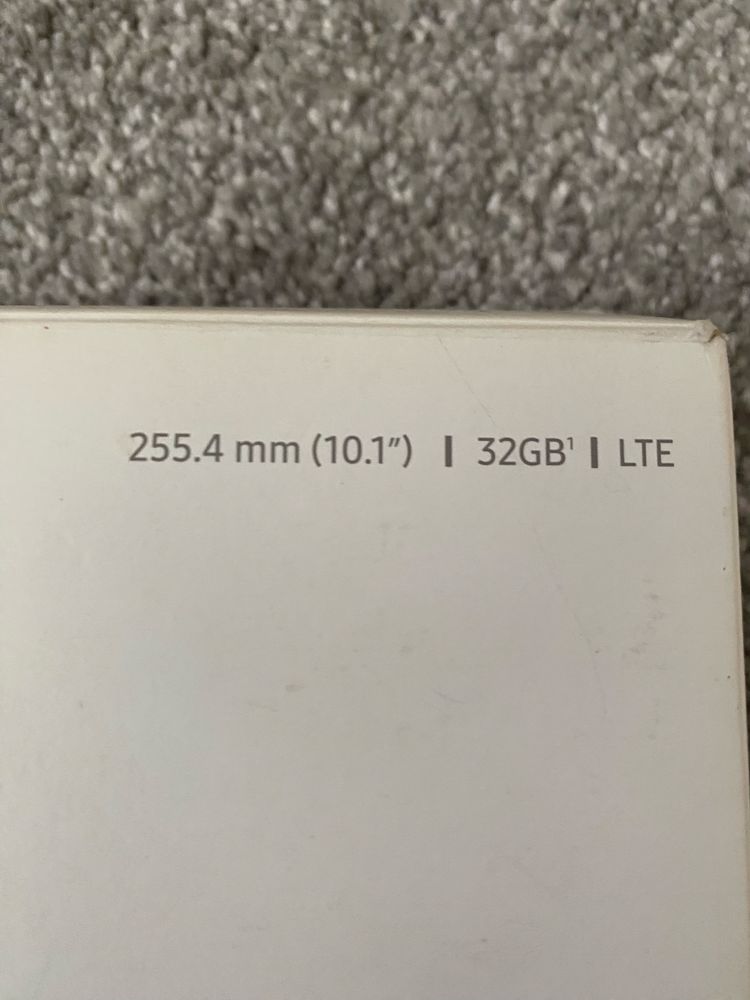 255.4 mm (10.1″) | 32GB¹ | LTE